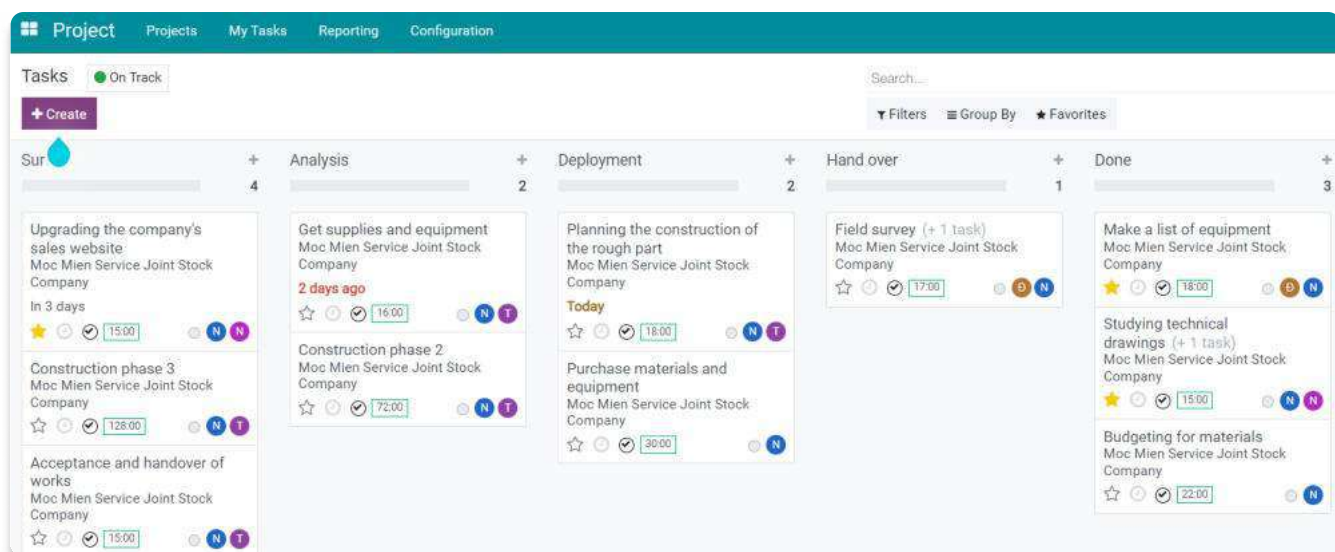 Project Projects My Tasks Reporting Configuration
Tasks On Track
Search...
+ Create
Filters Group By Favorites
Sur +
4
Upgrading the company's
sales website
Moc Mien Service Joint Stock
Company
In 3 days
15:00 N N
Construction phase 3
Moc Mien Service Joint Stock
Company
128:00 N T
Acceptance and handover of
works
Moc Mien Service Joint Stock
Company
15:00 N T
Analysis +
2
Get supplies and equipment
Moc Mien Service Joint Stock
Company
2 days ago
16:00 N T
Construction phase 2
Moc Mien Service Joint Stock
Company
72:00 N T
Deployment +
2
Planning the construction of
the rough part
Moc Mien Service Joint Stock
Company
Today
18:00 N T
Purchase materials and
equipment
Moc Mien Service Joint Stock
Company
30:00 N
Hand over +
1
Field survey (+ 1 task)
Moc Mien Service Joint Stock
Company
17:00 Đ N
Done +
3
Make a list of equipment
Moc Mien Service Joint Stock
Company
18:00 Đ N
Studying technical
drawings (+ 1 task)
Moc Mien Service Joint Stock
Company
15:00 N N
Budgeting for materials
Moc Mien Service Joint Stock
Company
22:00 N